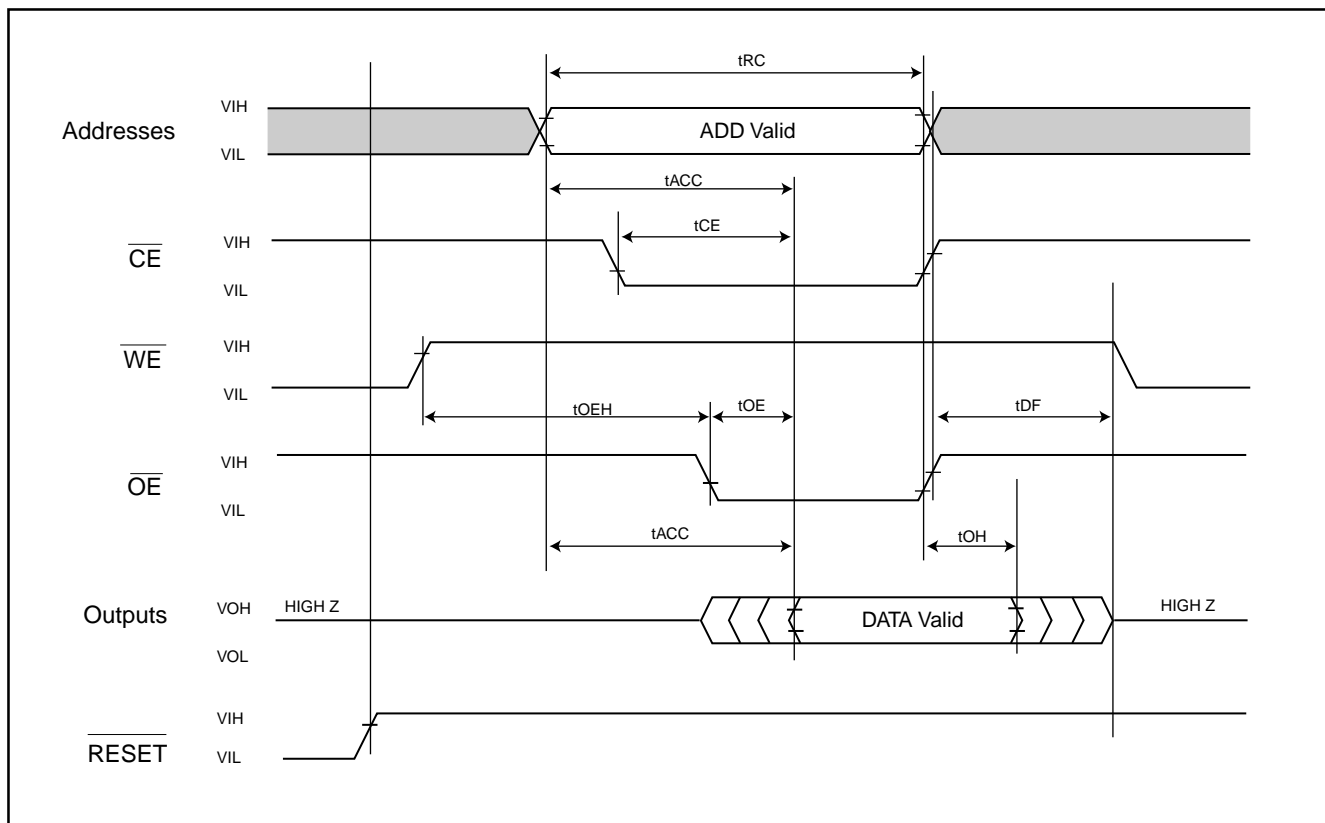 tRC
VIH
Addresses
ADD Valid
VIL
tACC
tCE
VIH
CE
VIL
VIH
WE
VIL
tOEH
tOE
tDF
VIH
OE
VIL
tACC
tOH
Outputs
VOH
HIGH Z
DATA Valid
HIGH Z
VOL
VIH
RESET
VIL